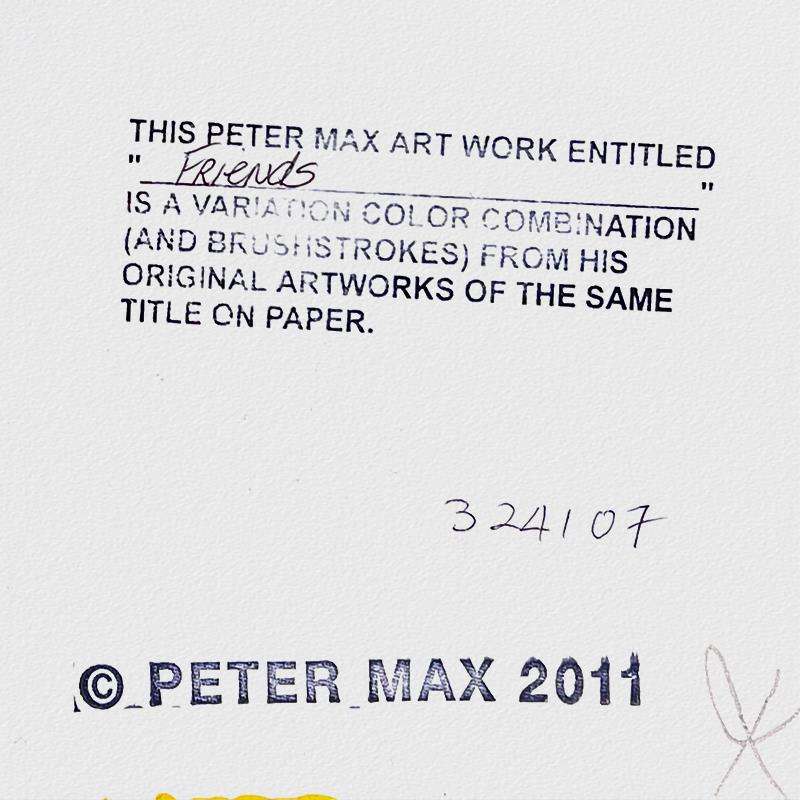 THIS PETER MAX ART WORK ENTITLED
" Friends "
IS A VARIATION COLOR COMBINATION
(AND BRUSHSTROKES) FROM HIS
ORIGINAL ARTWORKS OF THE SAME
TITLE ON PAPER.
324107
© PETER MAX 2011